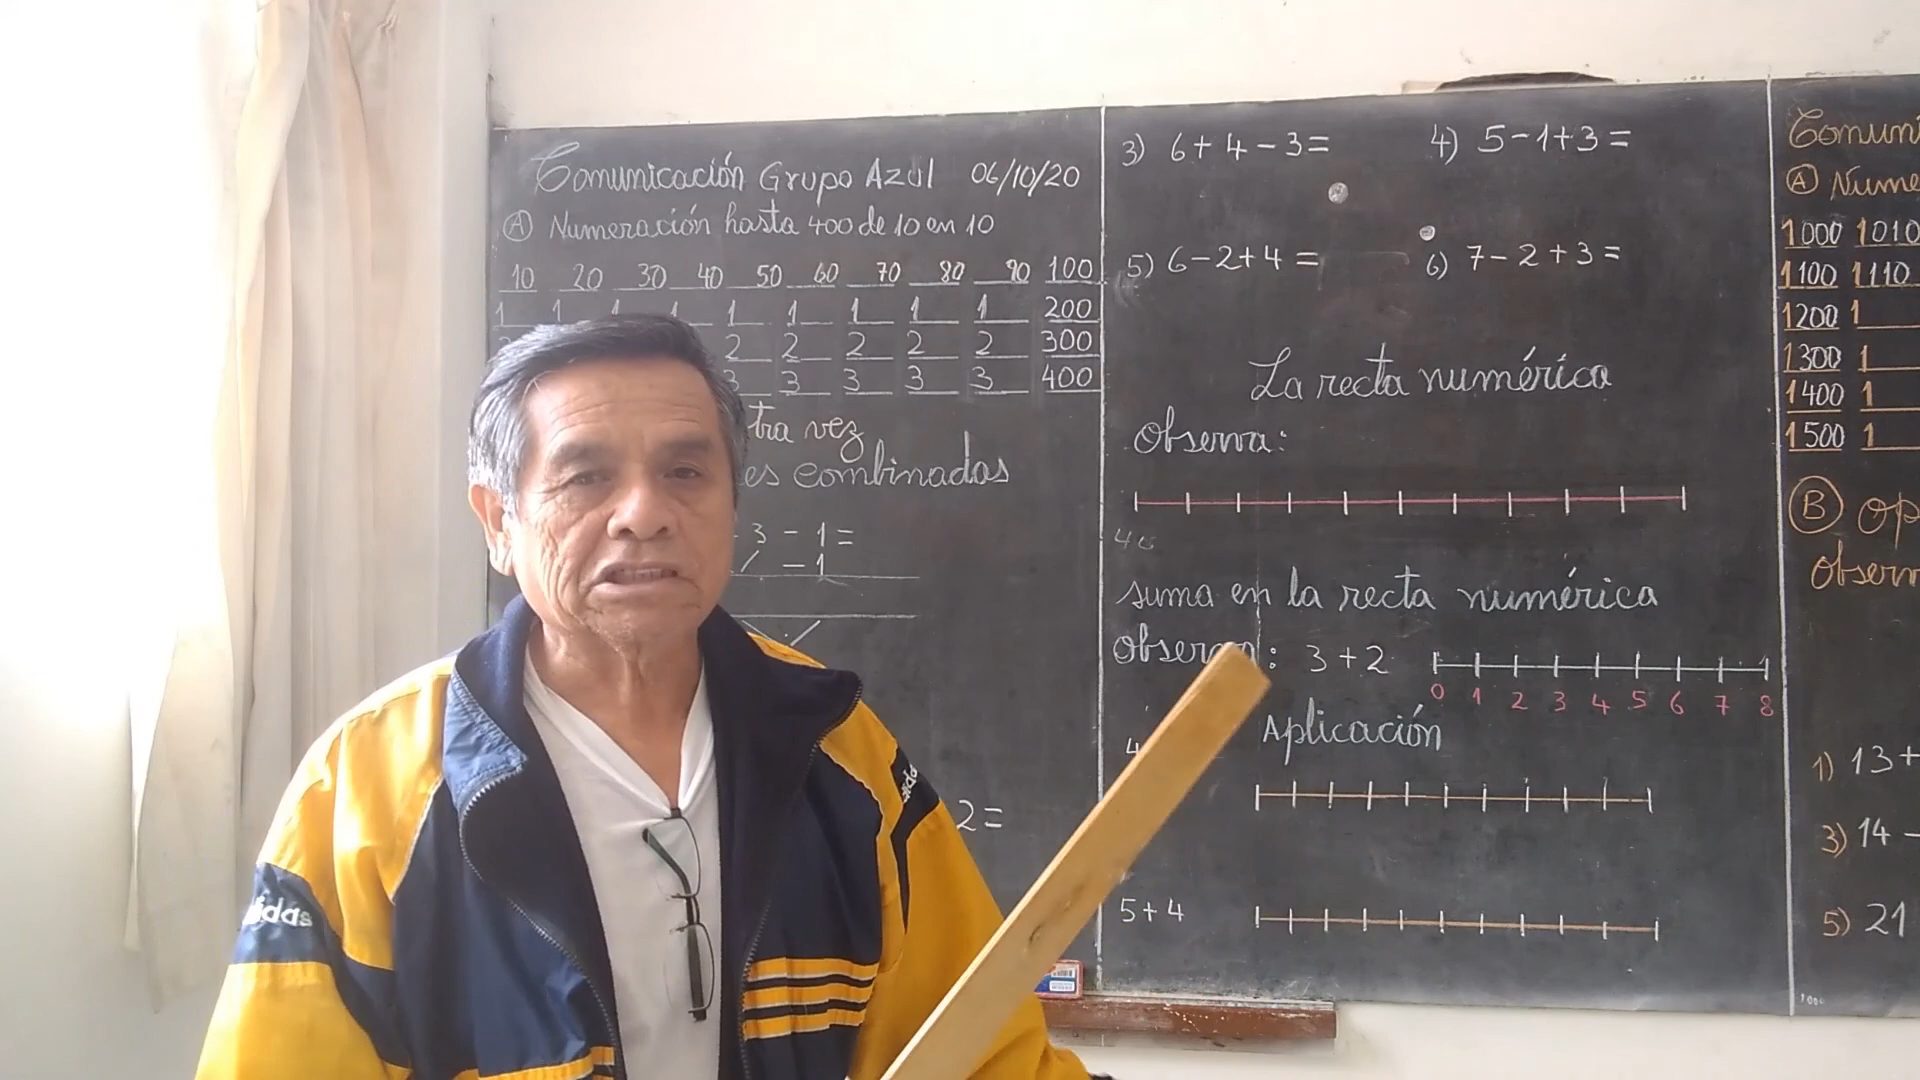 Comunicación Grupo Azul 06/10/20
A Numeración hasta 400 de 10 en 10
10 20 30 40 50 60 70 80 90 100
1 1 1 1 1 1 1 1 1 200
2 2 2 2 2 300
3 3 3 3 3 400
tra vez
es combinadas
3 - 1 =
- 1
2 =
3) 6 + 4 - 3 =
4) 5 - 1 + 3 =
5) 6 - 2 + 4 =
6) 7 - 2 + 3 =
La recta numérica
Observa:
suma en la recta numérica
3 + 2
0 1 2 3 4 5 6 7 8
Aplicación
4
5 + 4
Comuni
A Nume
1000 1010
1100 1110
1200 1
1300 1
1400 1
1500 1
B Op
Obser
1) 13 +
3) 14 -
5) 21
adidas